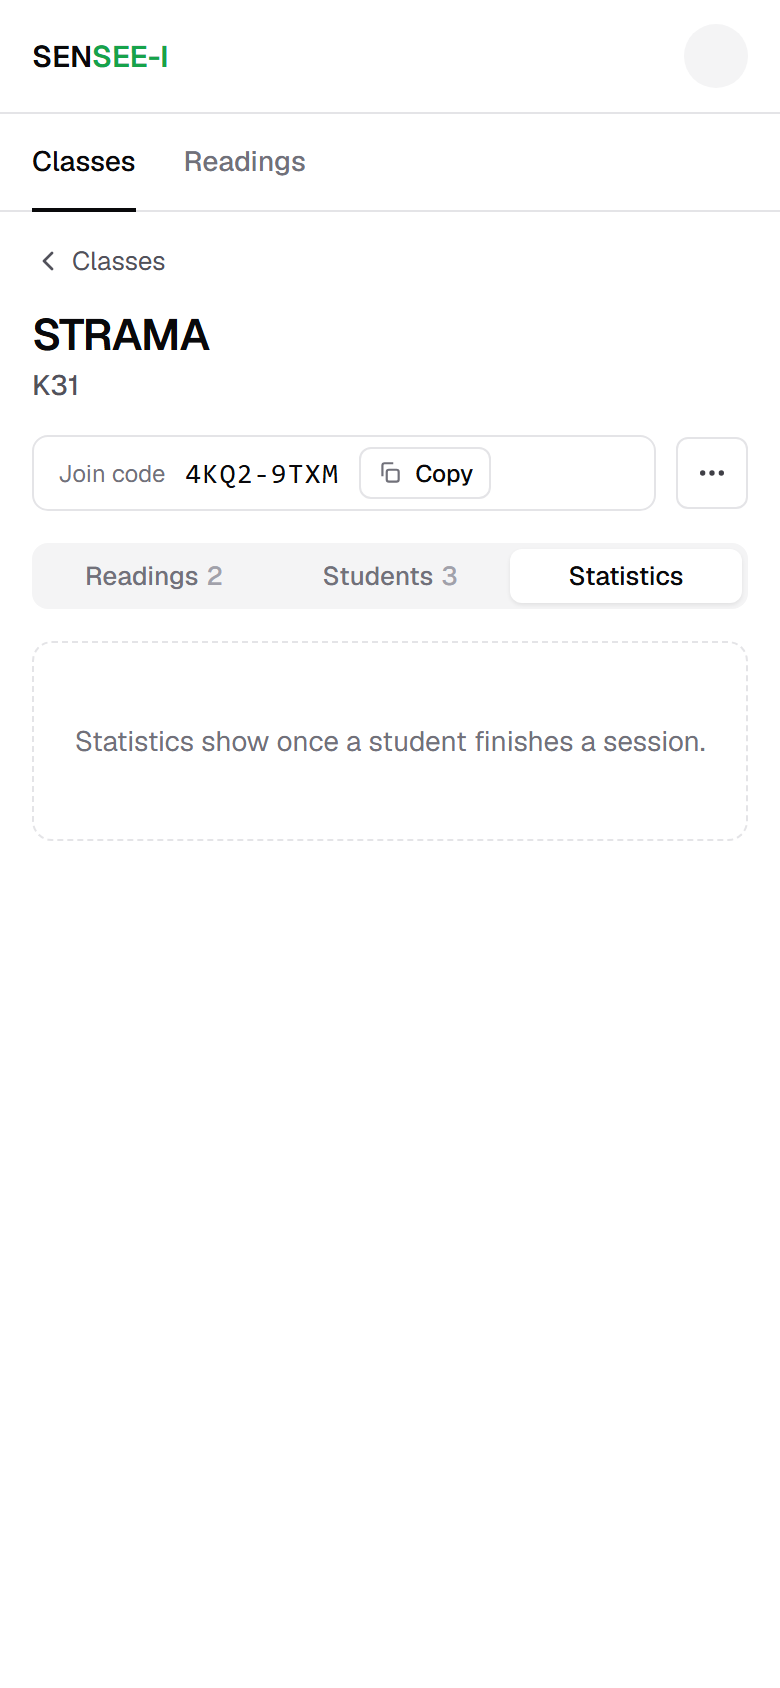 SENSEE-I
Classes Readings
Classes
STRAMA
K31
Join code 4KQ2-9TXM Copy
Readings 2 Students 3 Statistics
Statistics show once a student finishes a session.